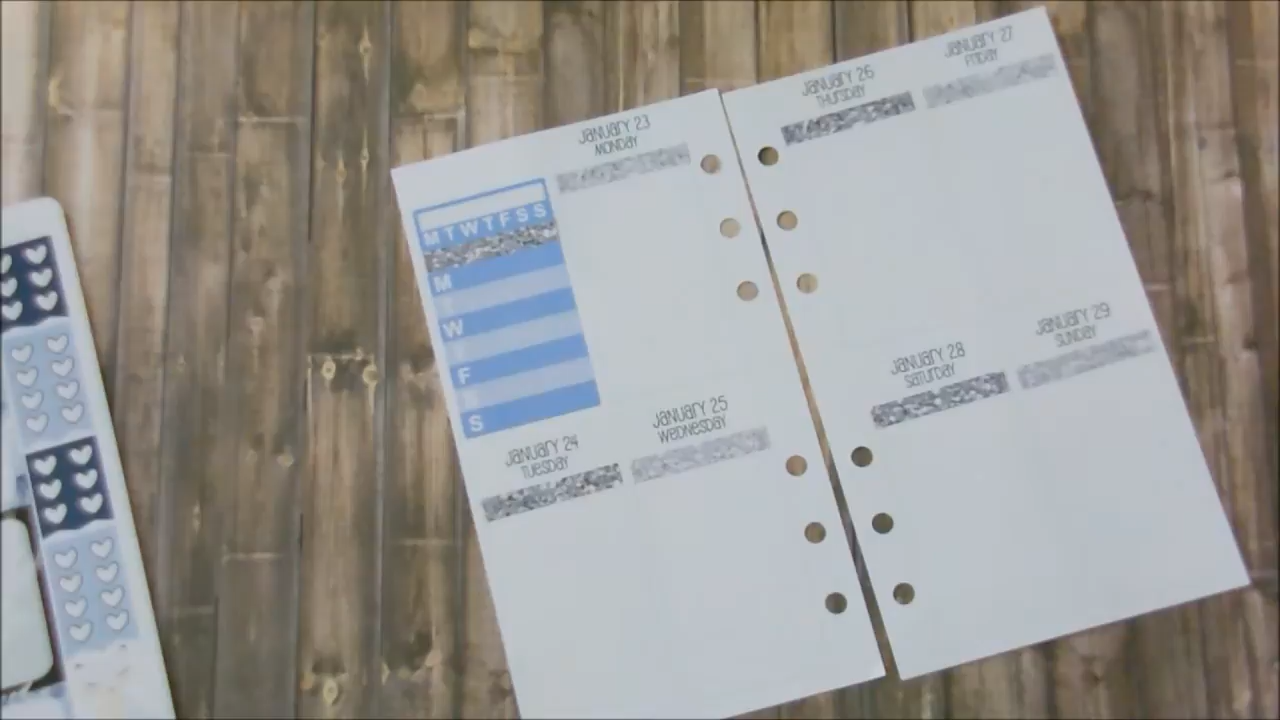 January 23
Monday
M T W T F S S
M
T
W
F
S
S
January 24
Tuesday
January 25
Wednesday
January 26
Thursday
January 27
Friday
January 28
Saturday
January 29
Sunday